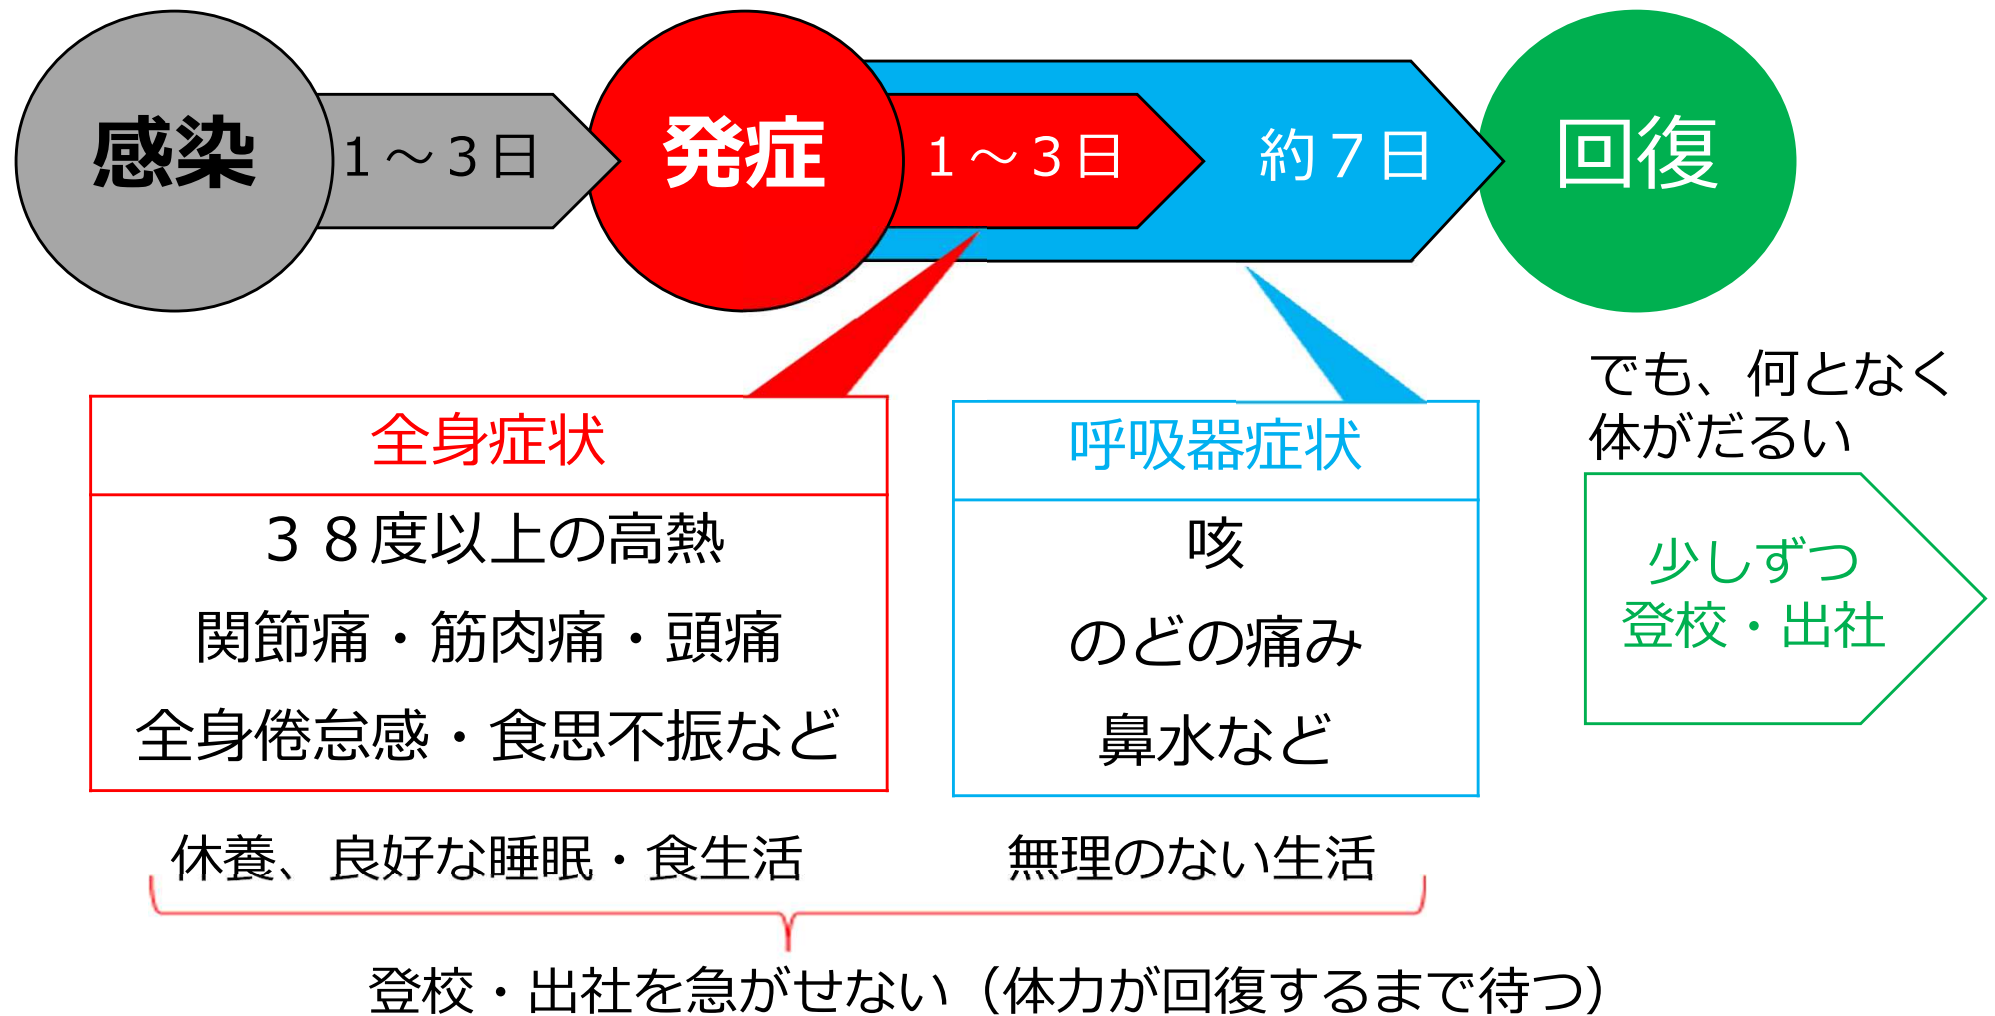 感染
１～３日
発症
１～３日
約７日
回復
全身症状
３８度以上の高熱
関節痛・筋肉痛・頭痛
全身倦怠感・食思不振など
呼吸器症状
咳
のどの痛み
鼻水など
でも、何となく
体がだるい
少しずつ
登校・出社
休養、良好な睡眠・食生活
無理のない生活
登校・出社を急がせない（体力が回復するまで待つ）